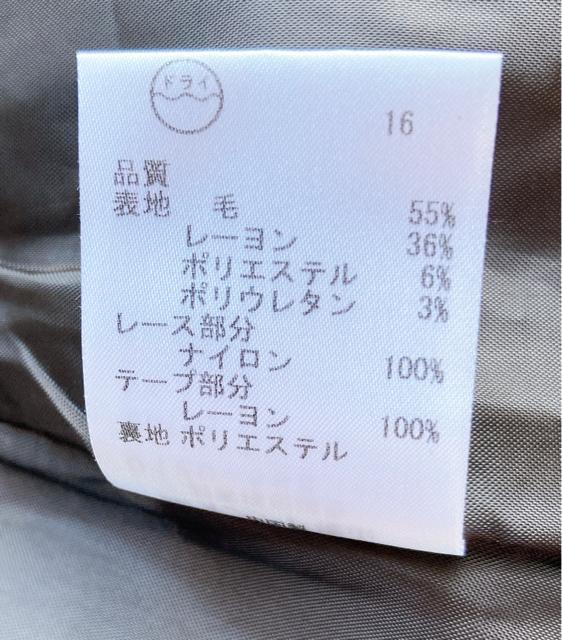 ドライ
16
品質
表地 毛 55%
レーヨン 36%
ポリエステル 6%
ポリウレタン 3%
レース部分
ナイロン 100%
テープ部分
レーヨン 100%
裏地 ポリエステル